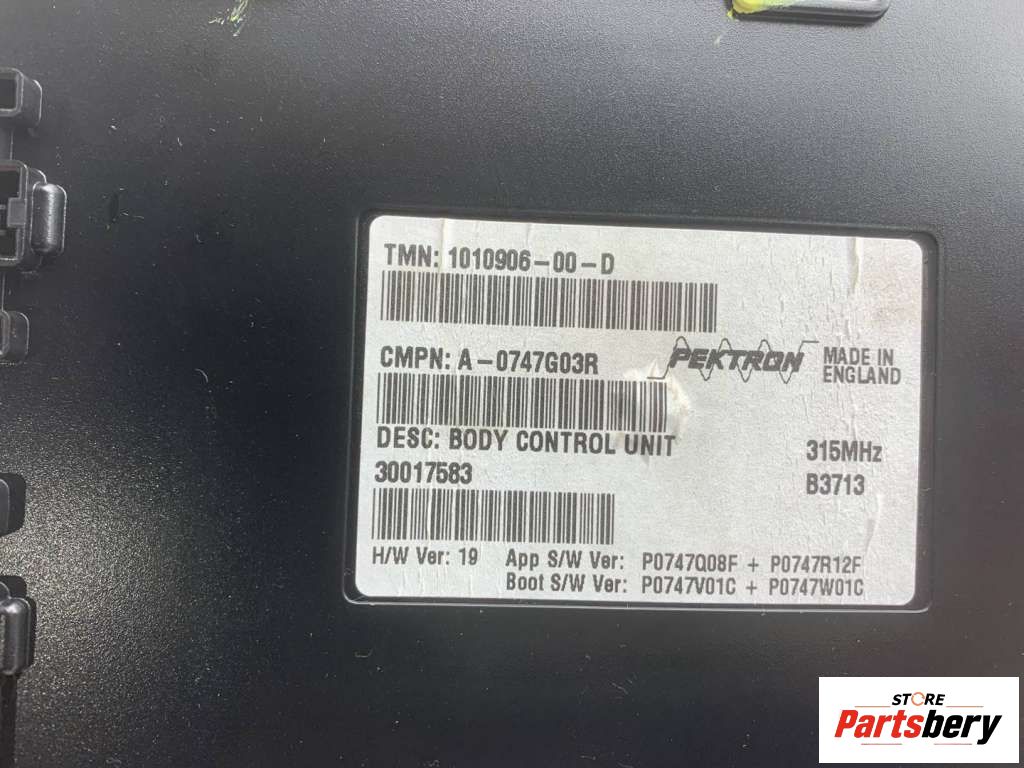 TMN: 1010906-00-D
CMPN: A-0747G03R
PEKTRON
MADE IN
ENGLAND
DESC: BODY CONTROL UNIT
315MHz
30017583
B3713
H/W Ver: 19 App S/W Ver: P0747Q08F + P0747R12F
Boot S/W Ver: P0747V01C + P0747W01C
STORE
Partsbery